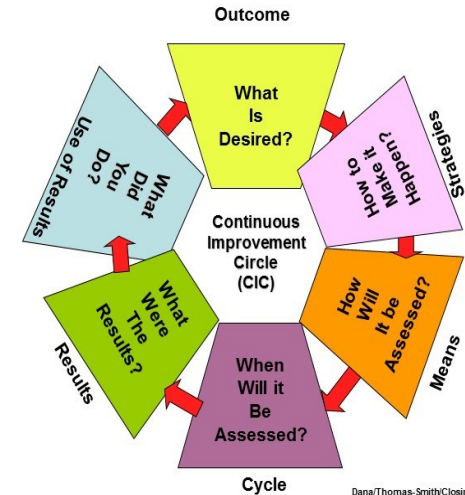 Outcome
What
Is
Desired?
Strategies
How to
Make it
Happen?
Means
How
Will
It be
Assessed?
Cycle
When
Will it
Be
Assessed?
Results
What
Were
The
Results?
Use of Results
What
Did
You
Do?
Continuous
Improvement
Circle
(CIC)
Dana/Thomas-Smith/Closi